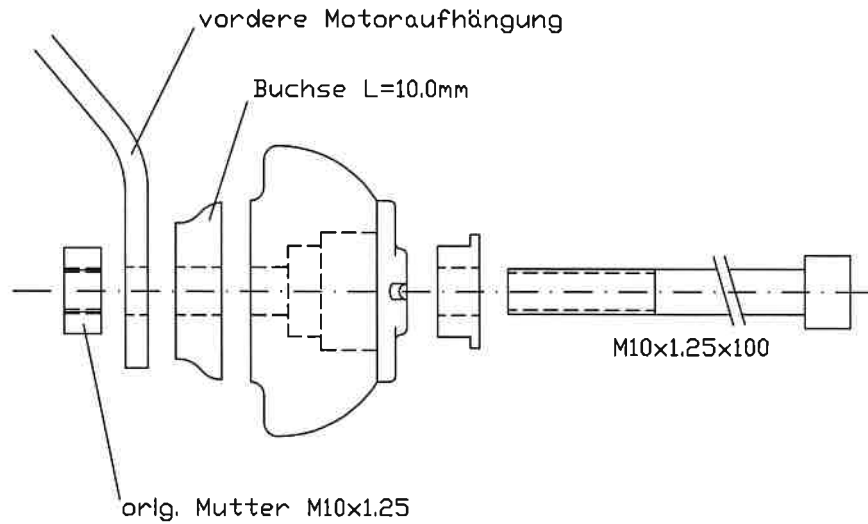 vordere Motoraufhängung
Buchse L=10.0mm
M10x1.25x100
orig. Mutter M10x1.25